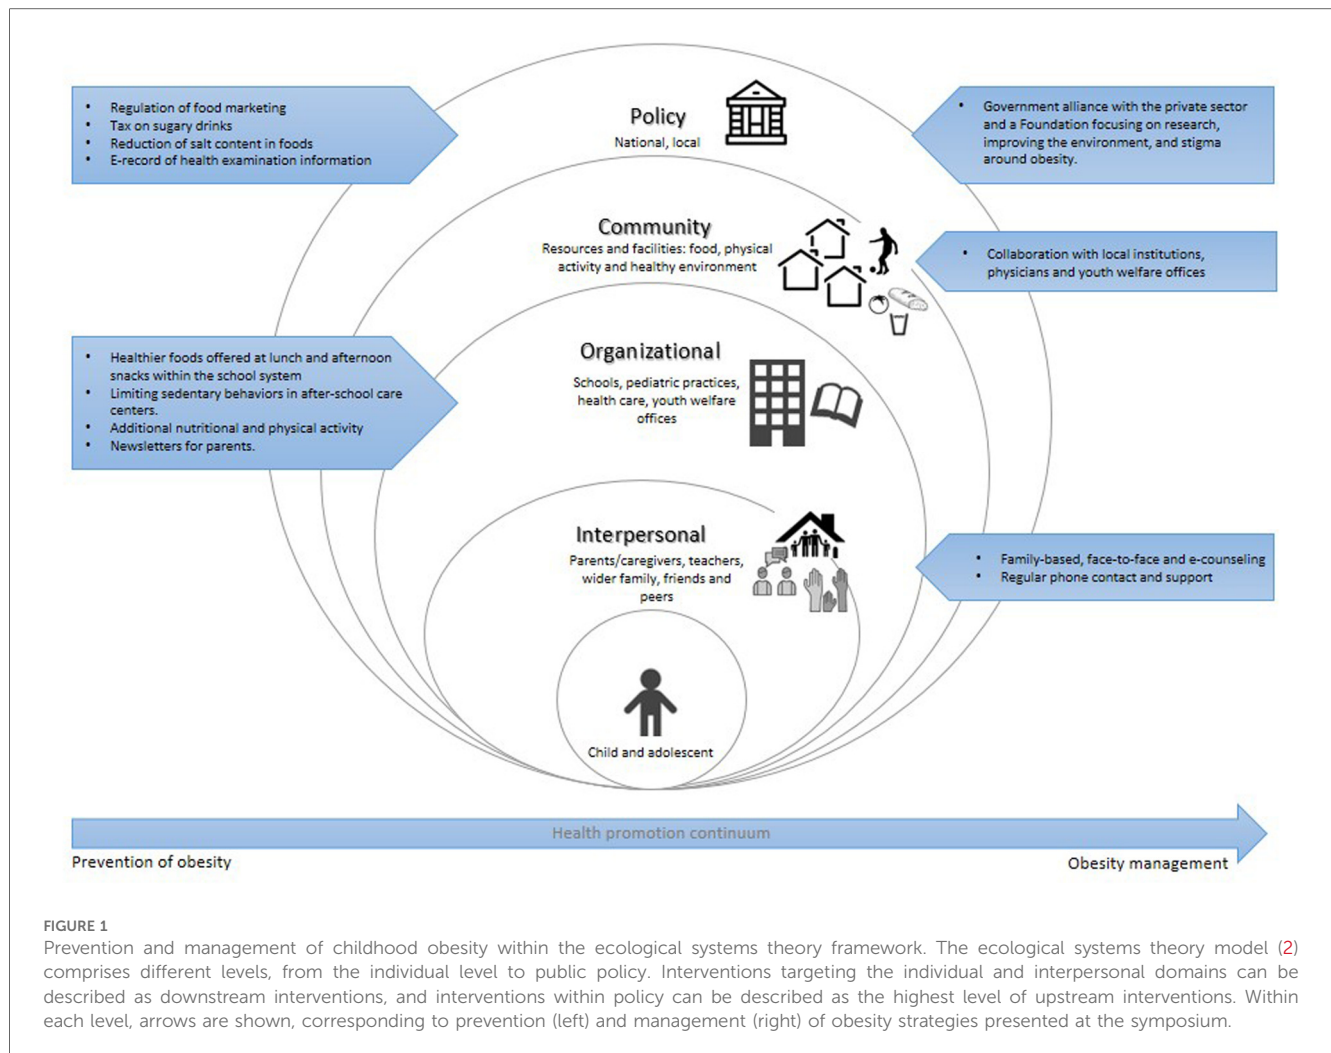 • Regulation of food marketing
• Tax on sugary drinks
• Reduction of salt content in foods
• E-record of health examination information
Policy
National, local
• Government alliance with the private sector
and a Foundation focusing on research,
improving the environment, and stigma
around obesity.
Community
Resources and facilities: food, physical
activity and healthy environment
• Collaboration with local institutions,
physicians and youth welfare offices
• Healthier foods offered at lunch and afternoon
snacks within the school system
• Limiting sedentary behaviors in after-school care
centers.
• Additional nutritional and physical activity
• Newsletters for parents.
Organizational
Schools, pediatric practices,
health care, youth welfare
offices
Interpersonal
Parents/caregivers, teachers,
wider family, friends and
peers
• Family-based, face-to-face and e-counseling
• Regular phone contact and support
Child and adolescent
Health promotion continuum
Prevention of obesity
Obesity management
FIGURE 1
Prevention and management of childhood obesity within the ecological systems theory framework. The ecological systems theory model (2)
comprises different levels, from the individual level to public policy. Interventions targeting the individual and interpersonal domains can be
described as downstream interventions, and interventions within policy can be described as the highest level of upstream interventions. Within
each level, arrows are shown, corresponding to prevention (left) and management (right) of obesity strategies presented at the symposium.